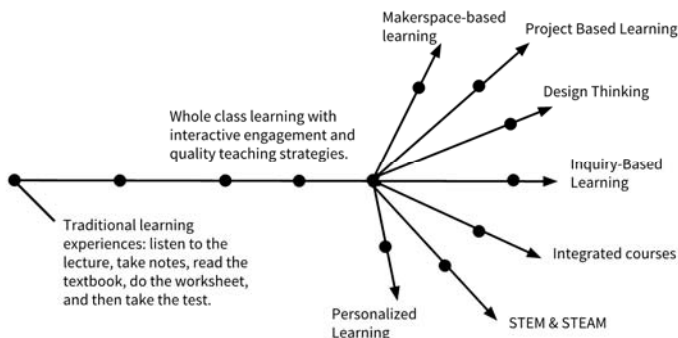 Makerspace-based
learning
Project Based Learning
Design Thinking
Whole class learning with
interactive engagement and
quality teaching strategies.
Inquiry-Based
Learning
Traditional learning
experiences: listen to the
lecture, take notes, read the
textbook, do the worksheet,
and then take the test.
Integrated courses
Personalized
Learning
STEM & STEAM